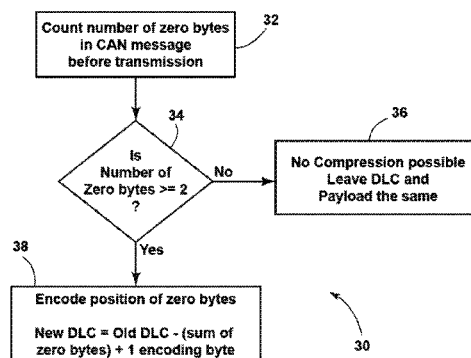 Count number of zero bytes
in CAN message
before transmission
32
34
Is
Number of
Zero bytes >= 2
?
No
36
No Compression possible
Leave DLC and
Payload the same
Yes
38
Encode position of zero bytes
New DLC = Old DLC - (sum of
zero bytes) + 1 encoding byte
30